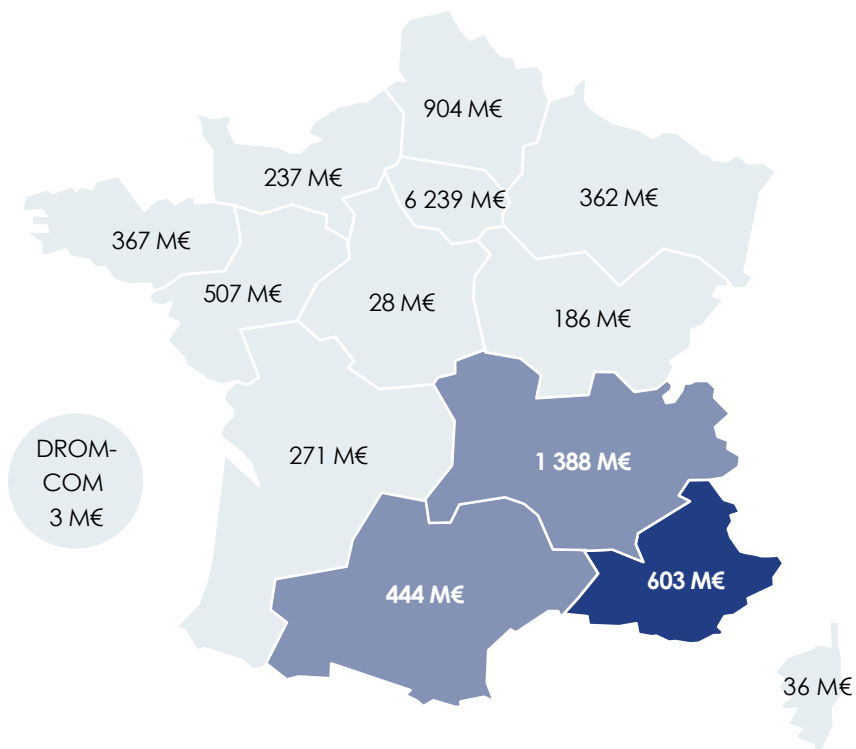 904 M€
237 M€
6 239 M€
362 M€
367 M€
507 M€
28 M€
186 M€
271 M€
DROM-
COM
3 M€
1 388 M€
444 M€
603 M€
36 M€